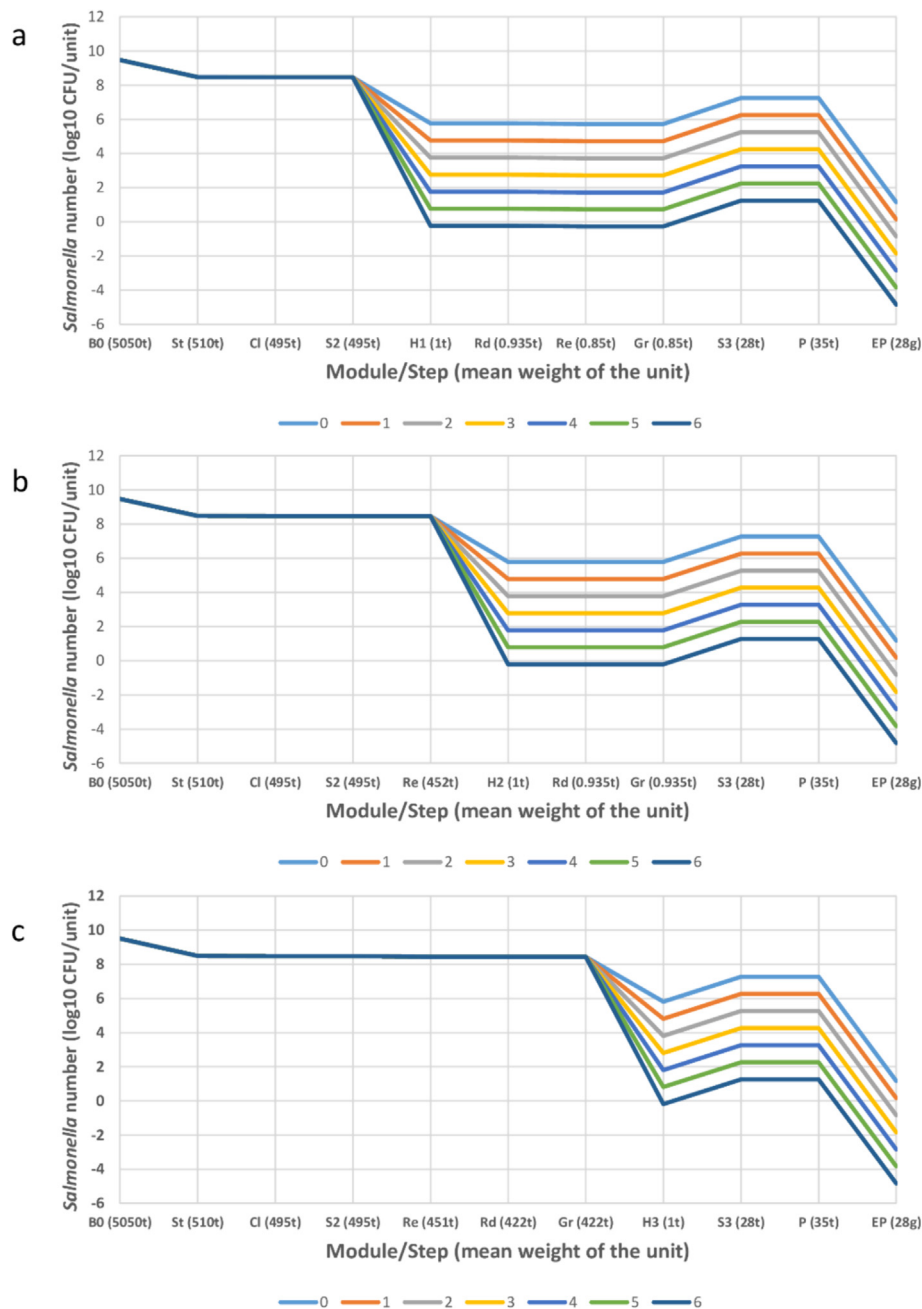 a
12
10
8
6
4
2
0
-2
-4
-6
Salmonella number (log10 CFU/unit)
B0 (5050t) St (510t) Cl (495t) S2 (495t) H1 (1t) Rd (0.935t) Re (0.85t) Gr (0.85t) S3 (28t) P (35t) EP (28g)
Module/Step (mean weight of the unit)
0 1 2 3 4 5 6
b
12
10
8
6
4
2
0
-2
-4
-6
Salmonella number (log10 CFU/unit)
B0 (5050t) St (510t) Cl (495t) S2 (495t) Re (452t) H2 (1t) Rd (0.935t) Gr (0.935t) S3 (28t) P (35t) EP (28g)
Module/Step (mean weight of the unit)
0 1 2 3 4 5 6
c
12
10
8
6
4
2
0
-2
-4
-6
Salmonella number (log10 CFU/unit)
B0 (5050t) St (510t) Cl (495t) S2 (495t) Re (451t) Rd (422t) Gr (422t) H3 (1t) S3 (28t) P (35t) EP (28g)
Module/Step (mean weight of the unit)
0 1 2 3 4 5 6